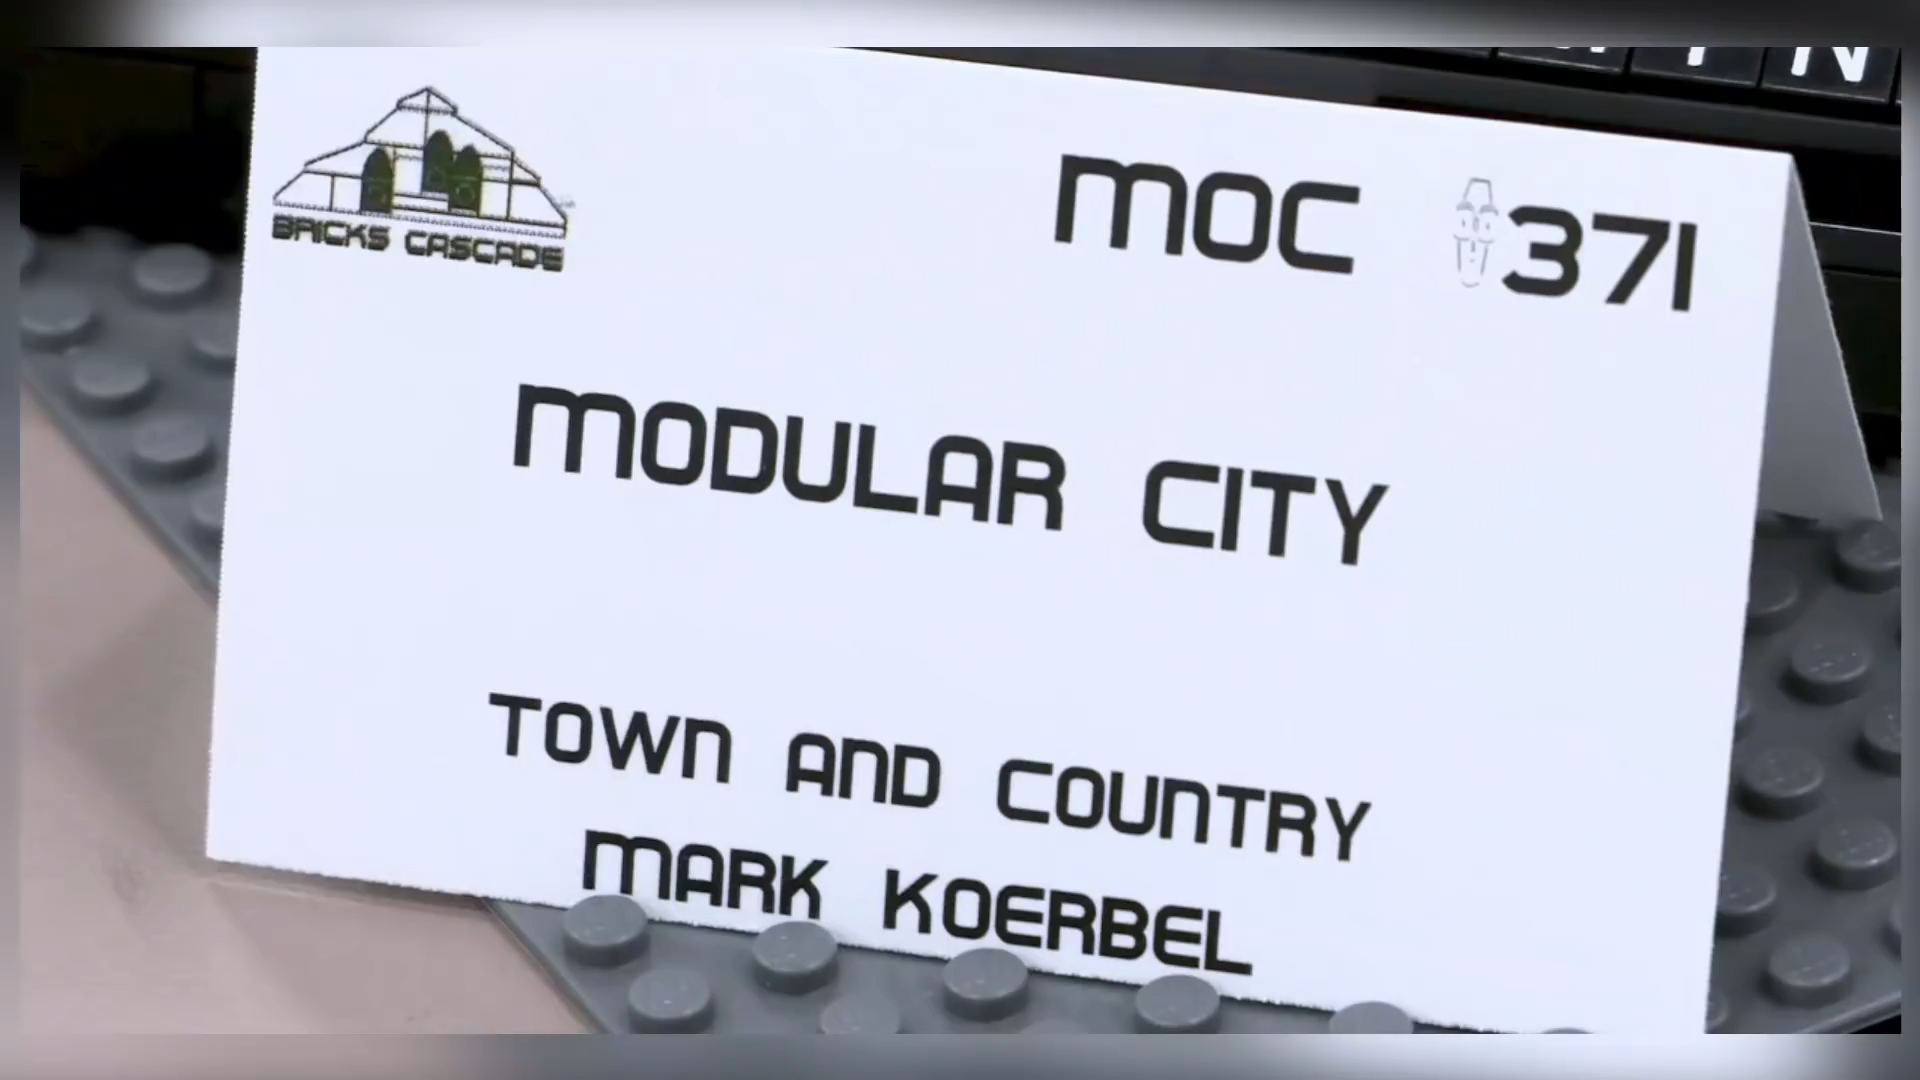 BRICKS CASCADE
MOC 371
MODULAR CITY
TOWN AND COUNTRY
MARK KOERBEL